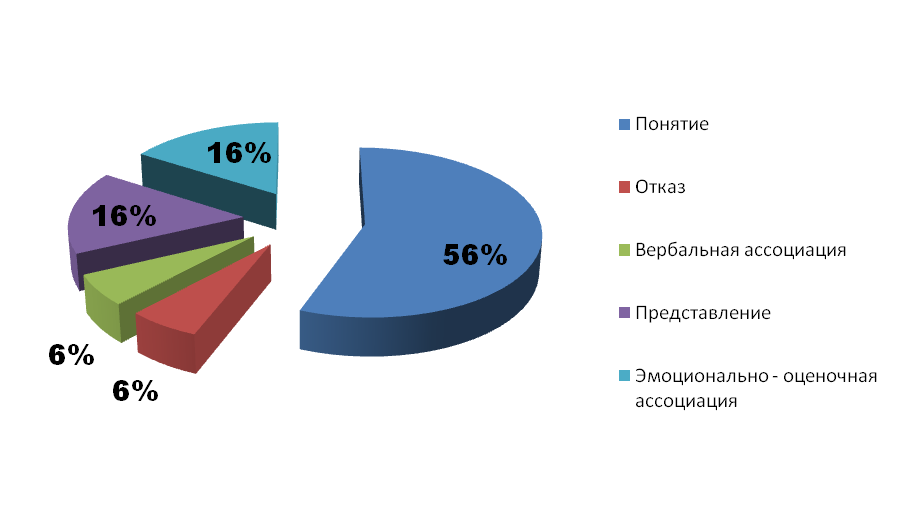 16%
16%
56%
6%
6%
Понятие
Отказ
Вербальная ассоциация
Представление
Эмоционально - оценочная
ассоциация